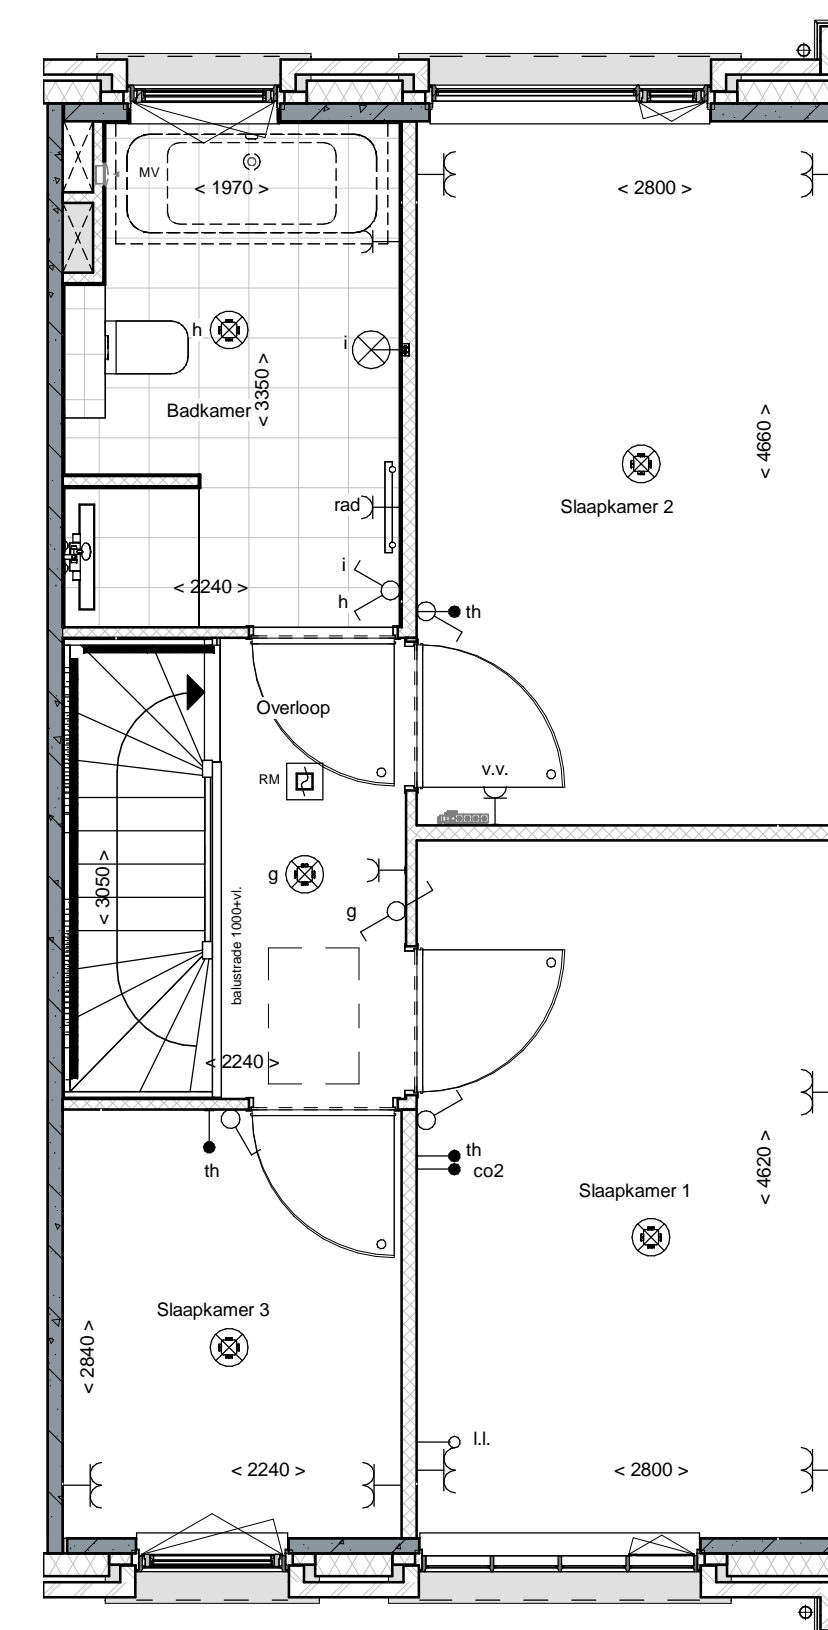 MV
< 1970 >
< 2800 >
h
i
< 3350 >
Badkamer
< 4660 >
Slaapkamer 2
rad
i
< 2240 >
h
th
Overloop
v.v.
RM
g
< 3050 >
g
balustrade 1000+vl.
< 2240 >
th
th
co2
< 4620 >
Slaapkamer 1
Slaapkamer 3
< 2840 >
l.l.
< 2240 >
< 2800 >